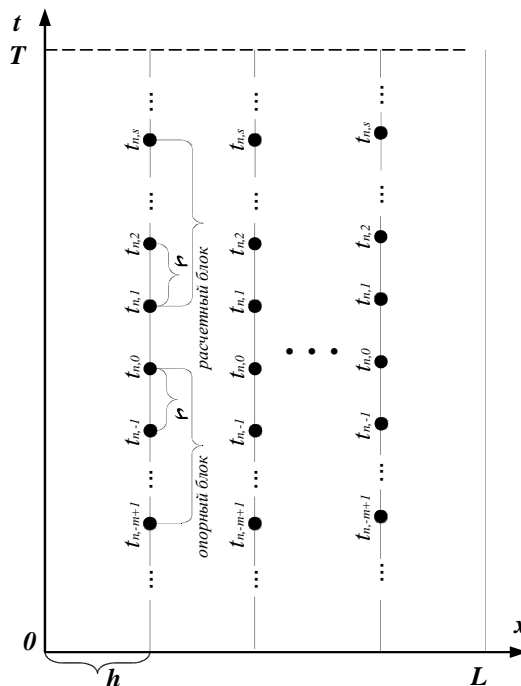 t
T
t_{n,s} t_{n,s} t_{n,s}
t_{n,2} t_{n,2} t_{n,2}
расчетный блок
t_{n,1} t_{n,1} t_{n,1}
t_{n,0} t_{n,0} t_{n,0}
t_{n,-1} t_{n,-1} t_{n,-1}
опорный блок
t_{n,-m+1} t_{n,-m+1} t_{n,-m+1}
0
x
h
L